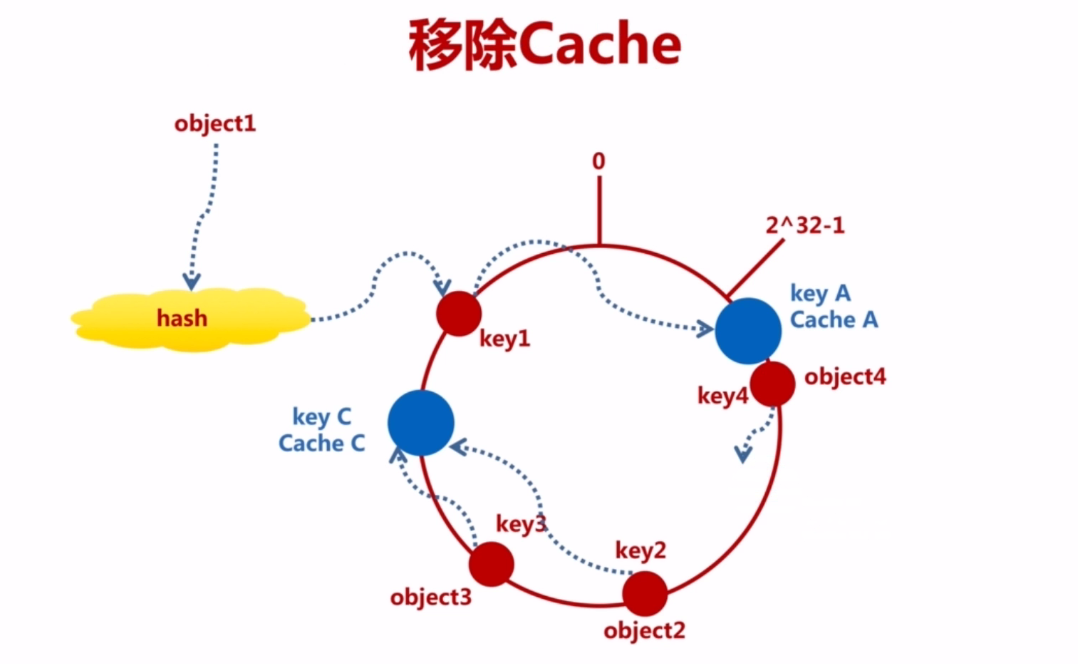 移除Cache
object1
0
2^32-1
hash
key1
key A
Cache A
key4
object4
key C
Cache C
key3
key2
object3
object2